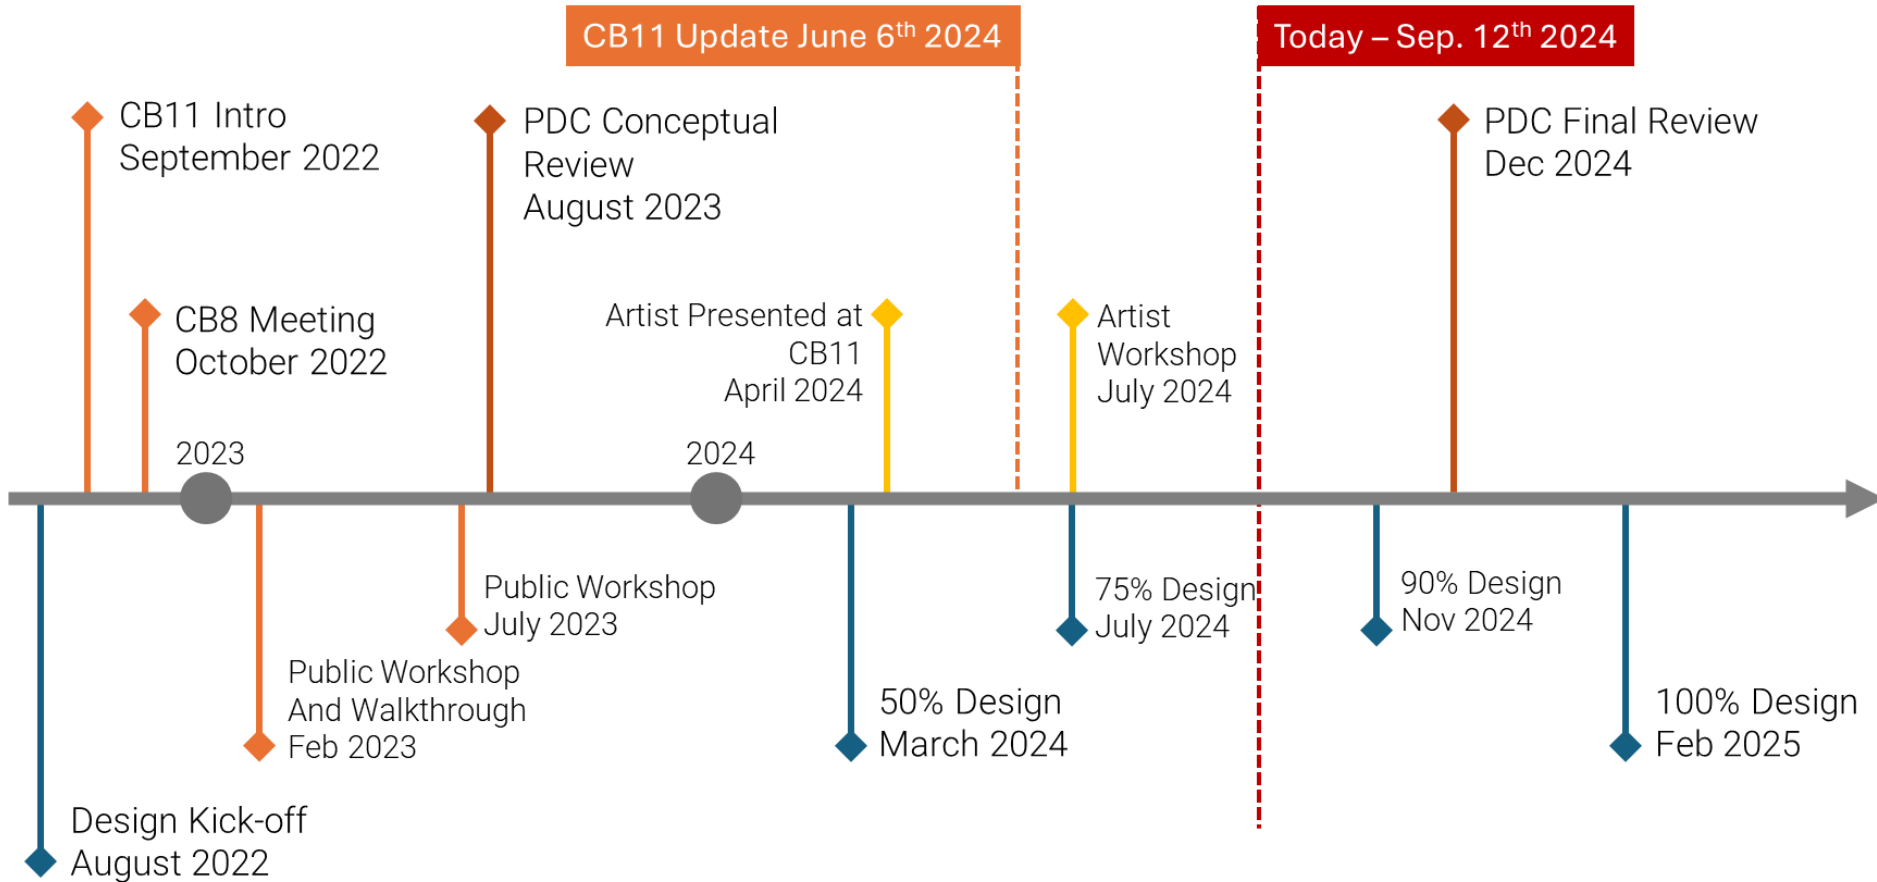 CB11 Update June 6th 2024
Today – Sep. 12th 2024
CB11 Intro
September 2022
PDC Conceptual
Review
August 2023
PDC Final Review
Dec 2024
CB8 Meeting
October 2022
Artist Presented at
CB11
April 2024
Artist
Workshop
July 2024
2023
2024
Public Workshop
July 2023
75% Design
July 2024
90% Design
Nov 2024
Public Workshop
And Walkthrough
Feb 2023
50% Design
March 2024
100% Design
Feb 2025
Design Kick-off
August 2022